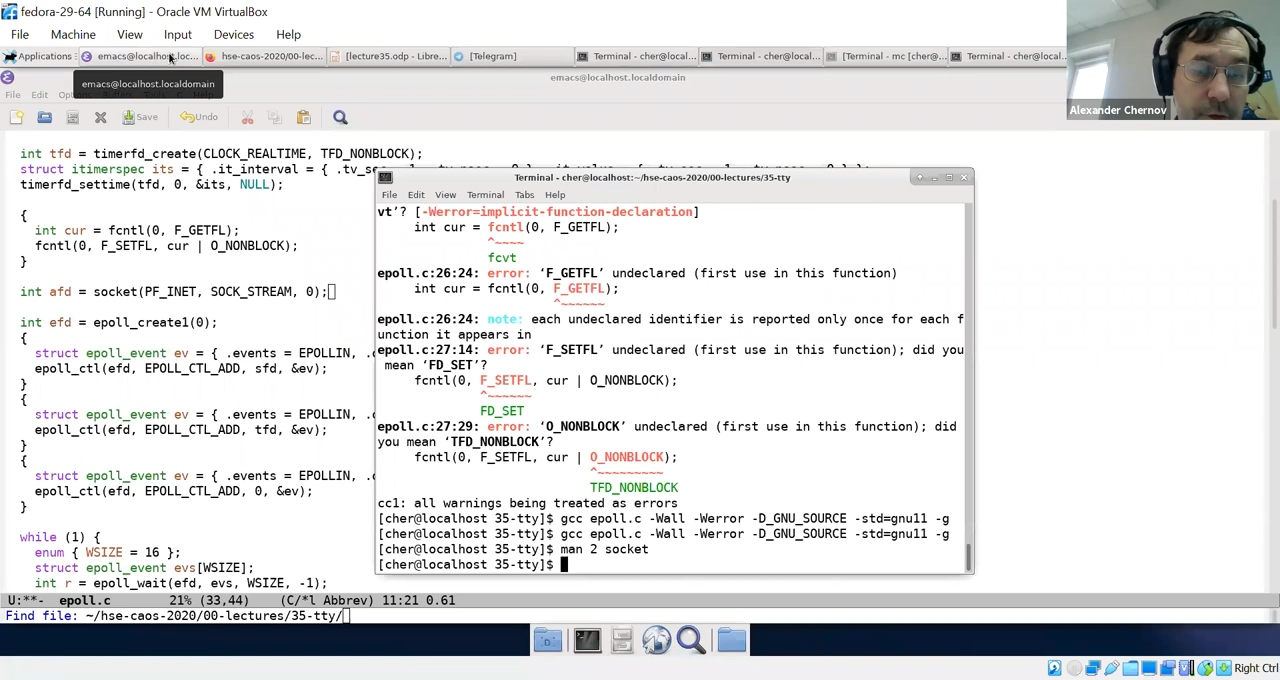 fedora-29-64 [Running] - Oracle VM VirtualBox
File Machine View Input Devices Help
Applications emacs@localhost.loc... hse-caos-2020/00-lec... [lecture35.odp - Libre... [Telegram] Terminal - cher@localh... Terminal - cher@localh... [Terminal - mc [cher@... Terminal - cher@localh...
emacs@localhost.localdomain
emacs@localhost.localdomain
File Edit
Save Undo
int tfd = timerfd_create(CLOCK_REALTIME, TFD_NONBLOCK);
struct itimerspec its = { .it_interval = {
timerfd_settime(tfd, 0, &its, NULL);
{
int cur = fcntl(0, F_GETFL);
fcntl(0, F_SETFL, cur | O_NONBLOCK);
}
int afd = socket(PF_INET, SOCK_STREAM, 0);
int efd = epoll_create1(0);
{
struct epoll_event ev = { .events = EPOLLIN, .
epoll_ctl(efd, EPOLL_CTL_ADD, sfd, &ev);
}
{
struct epoll_event ev = { .events = EPOLLIN, .
epoll_ctl(efd, EPOLL_CTL_ADD, tfd, &ev);
}
{
struct epoll_event ev = { .events = EPOLLIN,
epoll_ctl(efd, EPOLL_CTL_ADD, 0, &ev);
}
while (1) {
enum { WSIZE = 16 };
struct epoll_event evs[WSIZE];
int r = epoll_wait(efd, evs, WSIZE, -1);
U:**- epoll.c 21% (33,44) (C/*l Abbrev) 11:21 0.61
Find file: ~/hse-caos-2020/00-lectures/35-tty/
Terminal - cher@localhost:~/hse-caos-2020/00-lectures/35-tty
File Edit View Terminal Tabs Help
vt’? [-Werror=implicit-function-declaration]
int cur = fcntl(0, F_GETFL);
^~~~~
fcvt
epoll.c:26:24: error: ‘F_GETFL’ undeclared (first use in this function)
int cur = fcntl(0, F_GETFL);
^~~~~~~
epoll.c:26:24: note: each undeclared identifier is reported only once for each f
unction it appears in
epoll.c:27:14: error: ‘F_SETFL’ undeclared (first use in this function); did you
mean ‘FD_SET’?
fcntl(0, F_SETFL, cur | O_NONBLOCK);
^~~~~~~
FD_SET
epoll.c:27:29: error: ‘O_NONBLOCK’ undeclared (first use in this function); did
you mean ‘TFD_NONBLOCK’?
fcntl(0, F_SETFL, cur | O_NONBLOCK);
^~~~~~~~~~
TFD_NONBLOCK
cc1: all warnings being treated as errors
[cher@localhost 35-tty]$ gcc epoll.c -Wall -Werror -D_GNU_SOURCE -std=gnu11 -g
[cher@localhost 35-tty]$ gcc epoll.c -Wall -Werror -D_GNU_SOURCE -std=gnu11 -g
[cher@localhost 35-tty]$ man 2 socket
[cher@localhost 35-tty]$
Alexander Chernov
Right Ctrl